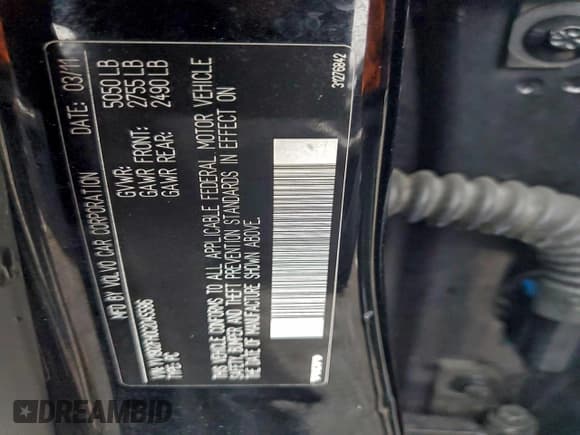 MFD BY VOLVO CAR CORPORATION DATE: 03/11
GVWR: 5050 LB
GAWR FRONT: 2755 LB
GAWR REAR: 2490 LB
THIS VEHICLE CONFORMS TO ALL APPLICABLE FEDERAL MOTOR VEHICLE
SAFETY, BUMPER AND THEFT PREVENTION STANDARDS IN EFFECT ON
THE DATE OF MANUFACTURE SHOWN ABOVE.
VIN:
TYPE: PC
VOLVO
31276842
DREAMBID